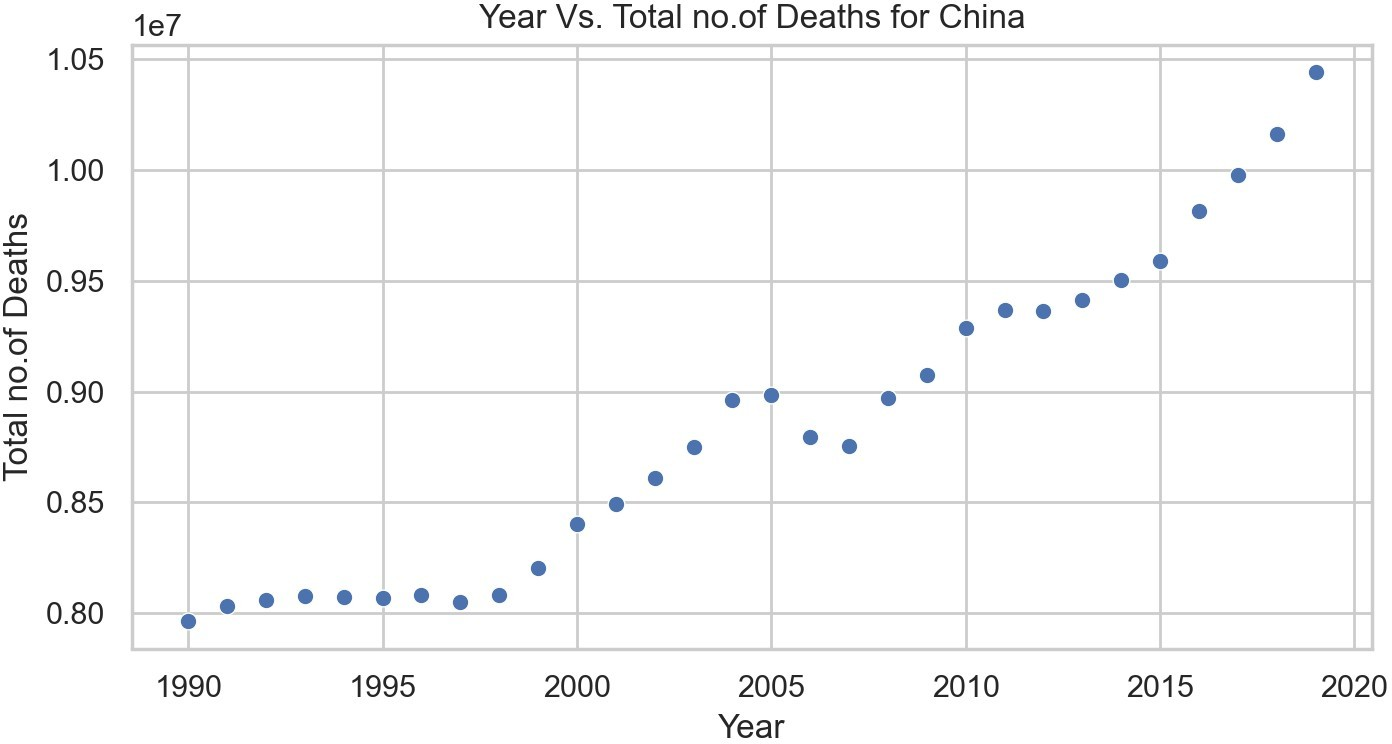 Year Vs. Total no.of Deaths for China
1e7
1.05
1.00
0.95
0.90
0.85
0.80
Total no.of Deaths
1990 1995 2000 2005 2010 2015 2020
Year